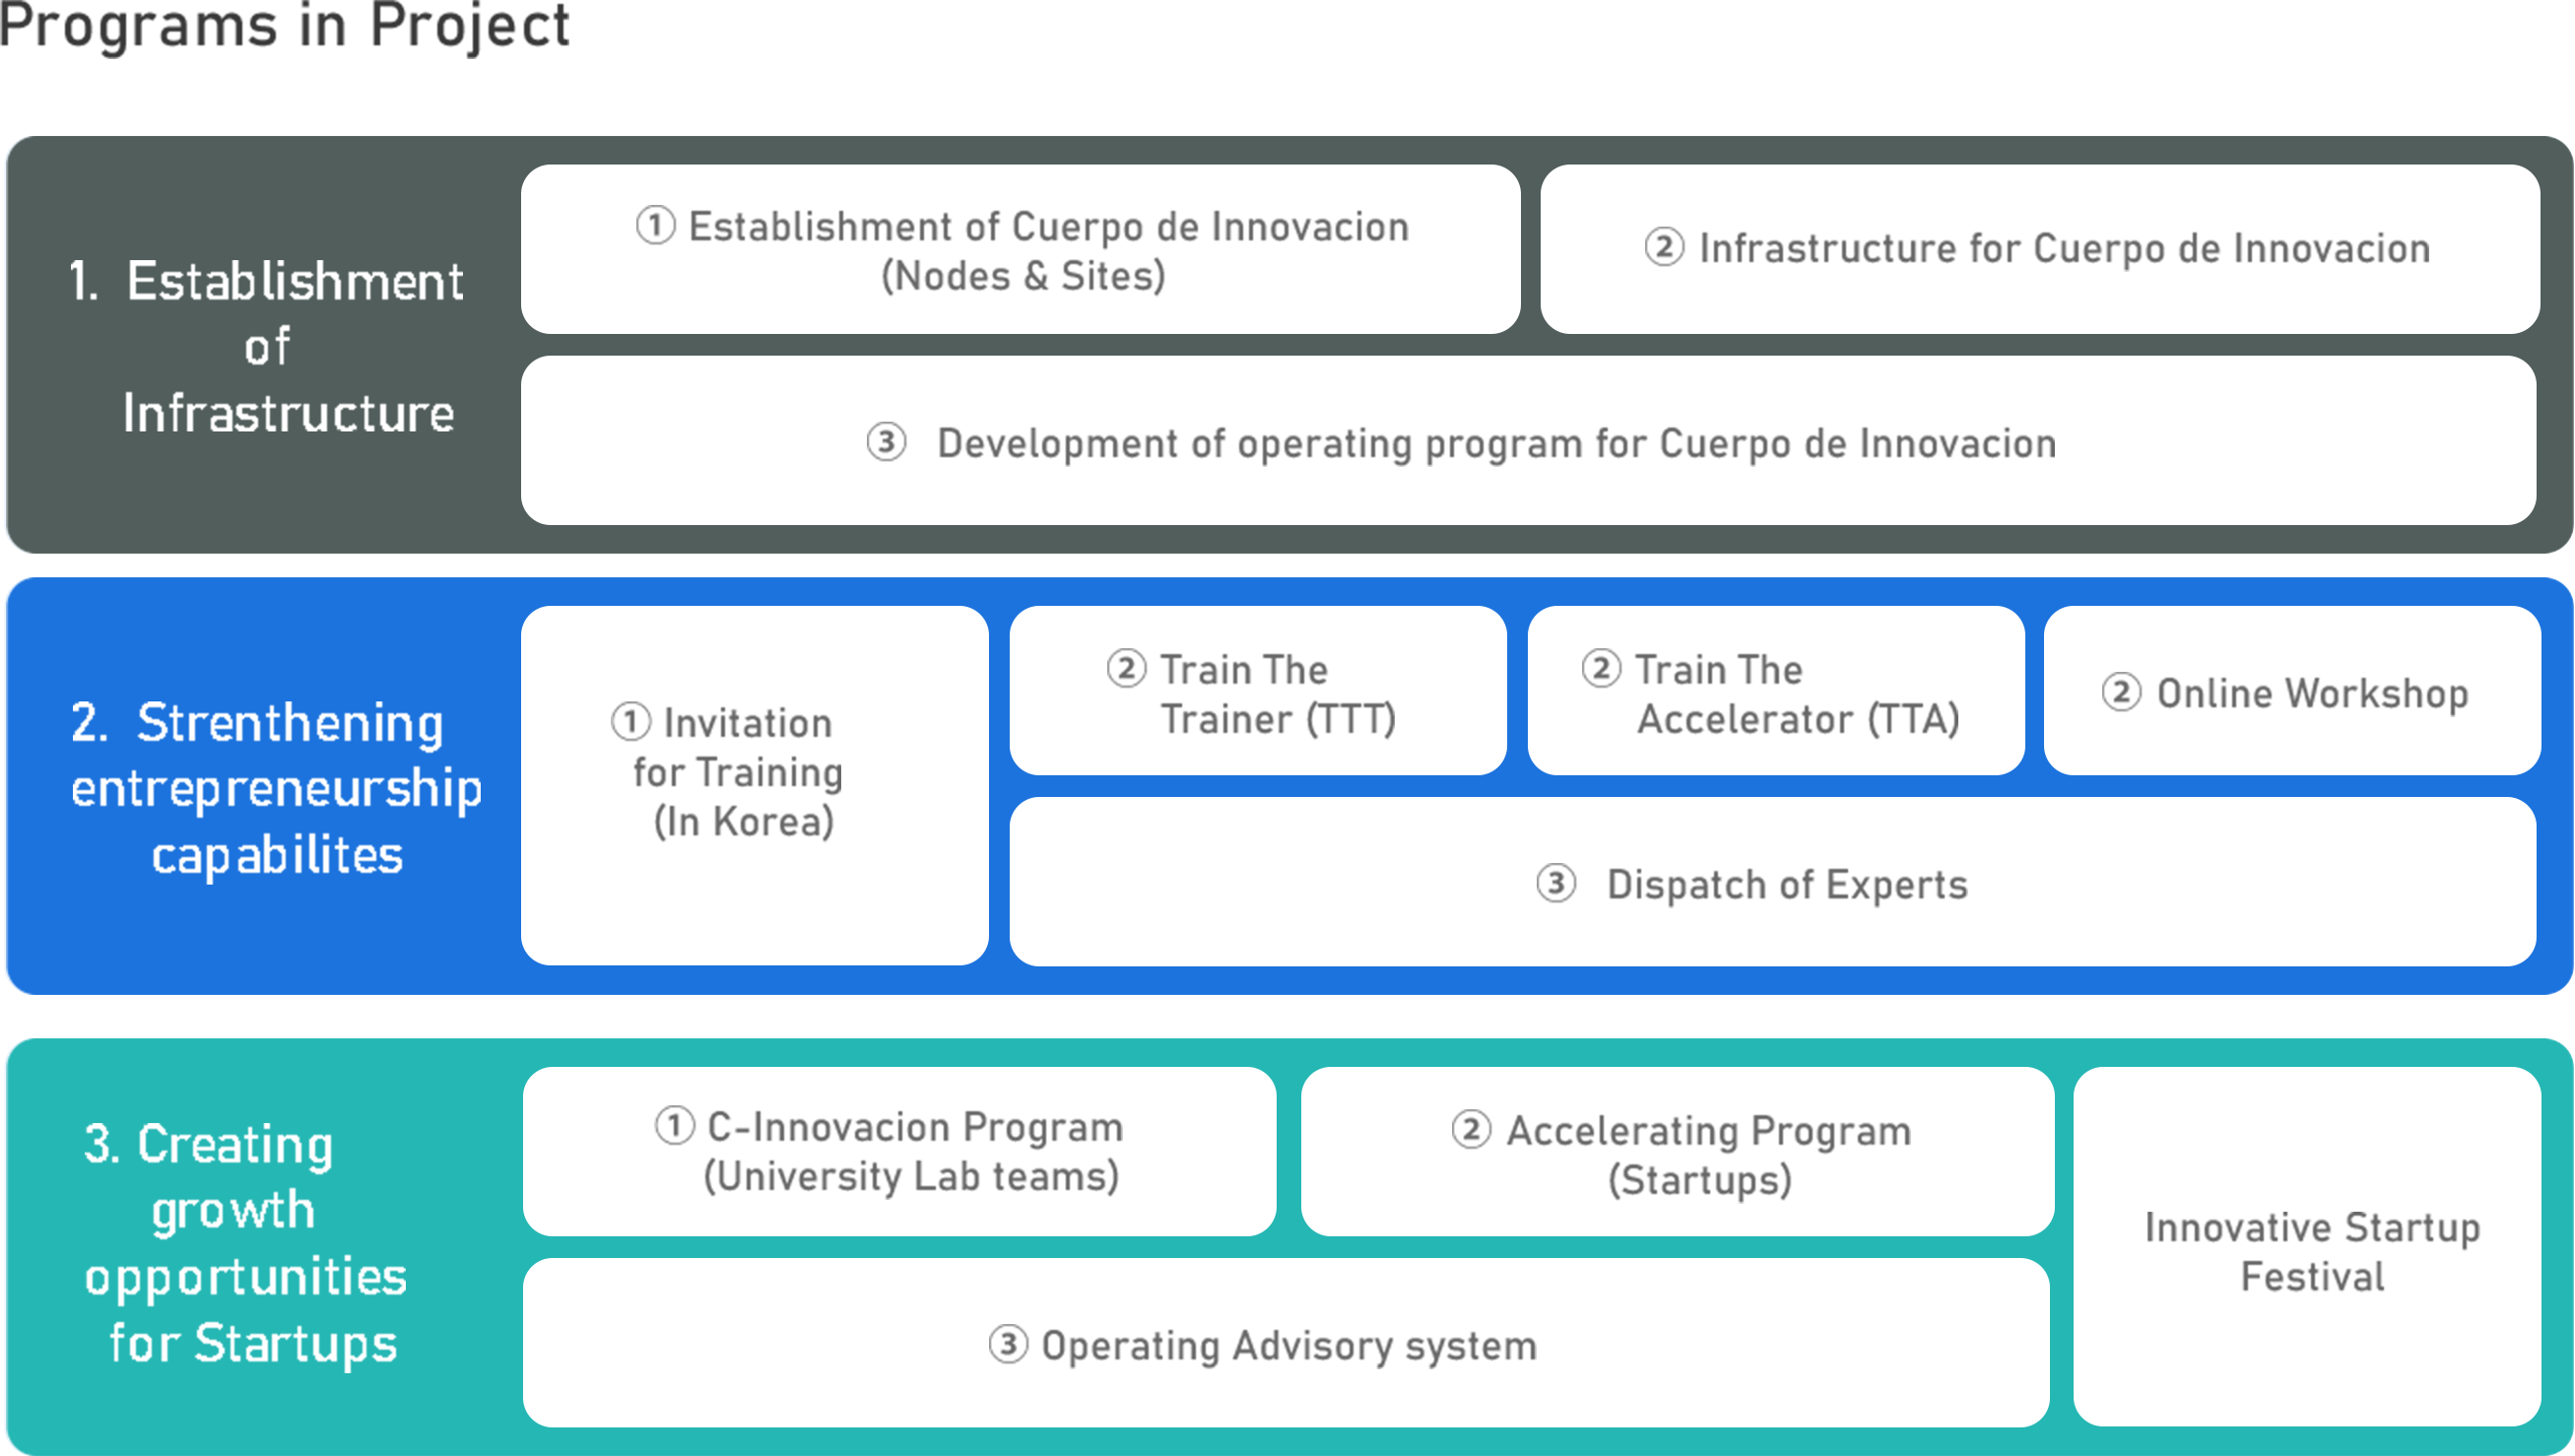 Programs in Project
1. Establishment
of
Infrastructure
① Establishment of Cuerpo de Innovacion
(Nodes & Sites)
② Infrastructure for Cuerpo de Innovacion
③ Development of operating program for Cuerpo de Innovacion
2. Strenthening
entrepreneurship
capabilites
① Invitation
for Training
(In Korea)
② Train The
Trainer (TTT)
② Train The
Accelerator (TTA)
② Online Workshop
③ Dispatch of Experts
3. Creating
growth
opportunities
for Startups
① C-Innovacion Program
(University Lab teams)
② Accelerating Program
(Startups)
③ Operating Advisory system
Innovative Startup
Festival